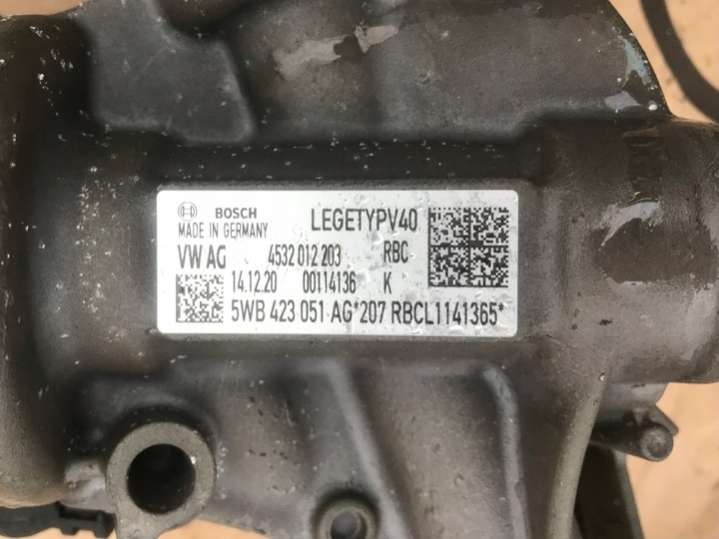 BOSCH LEGETYPV40
MADE IN GERMANY
VW AG 4532 012 203 RBC
14.12.20 00114136 K
5WB 423 051 AG*207 RBCL1141365*